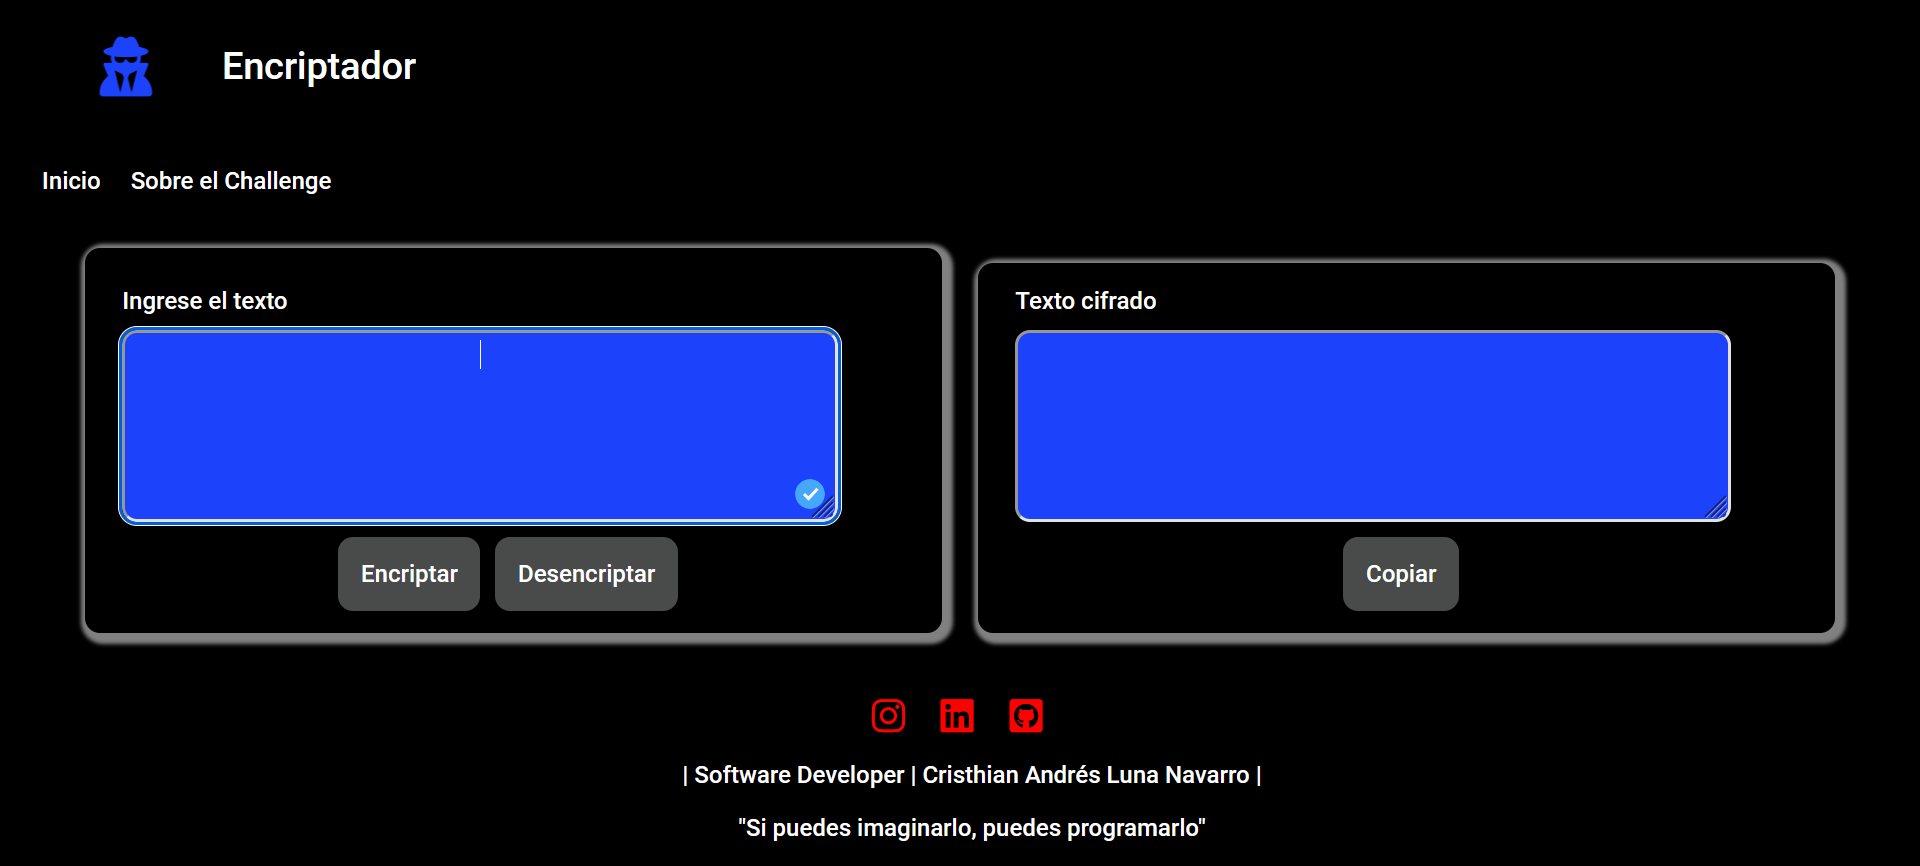 Encriptador
Inicio Sobre el Challenge
Ingrese el texto
Encriptar Desencriptar
Texto cifrado
Copiar
| Software Developer | Cristhian Andrés Luna Navarro |
"Si puedes imaginarlo, puedes programarlo"